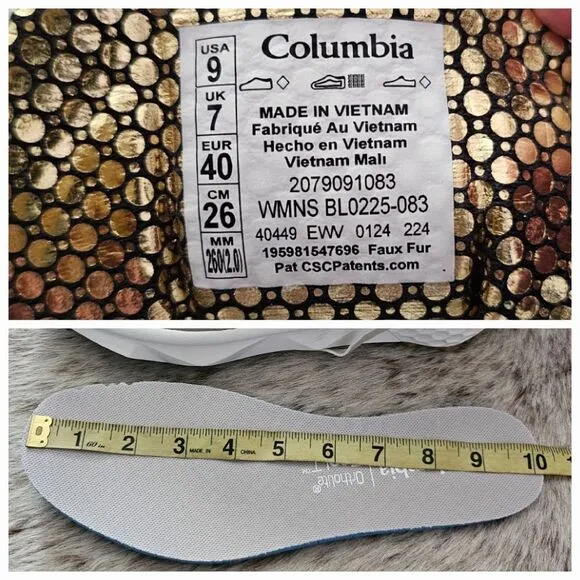 USA
9
UK
7
EUR
40
CM
26
MM
260(2.0)
Columbia
MADE IN VIETNAM
Fabriqué Au Vietnam
Hecho en Vietnam
Vietnam Malı
2079091083
WMNS BL0225-083
40449 EWV 0124 224
195981547696 Faux Fur
Pat CSCPatents.com
1 60 in 2 3 MADE IN 4 CHINA 5 6 7 8 9 10
Ortholite®